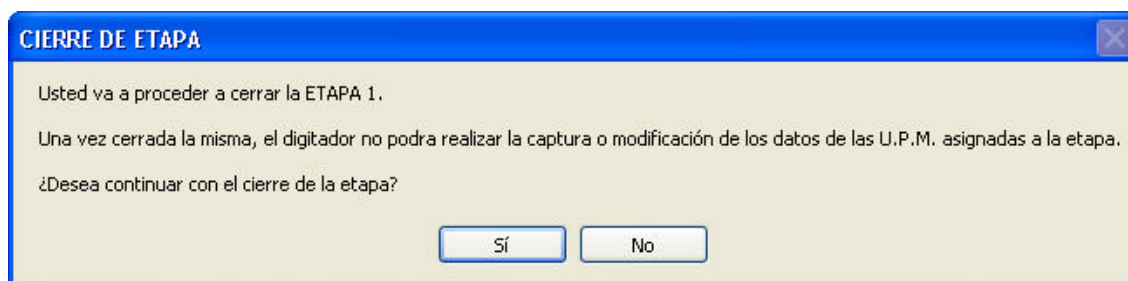 CIERRE DE ETAPA
Usted va a proceder a cerrar la ETAPA 1.
Una vez cerrada la misma, el digitador no podra realizar la captura o modificación de los datos de las U.P.M. asignadas a la etapa.
¿Desea continuar con el cierre de la etapa?
Sí
No